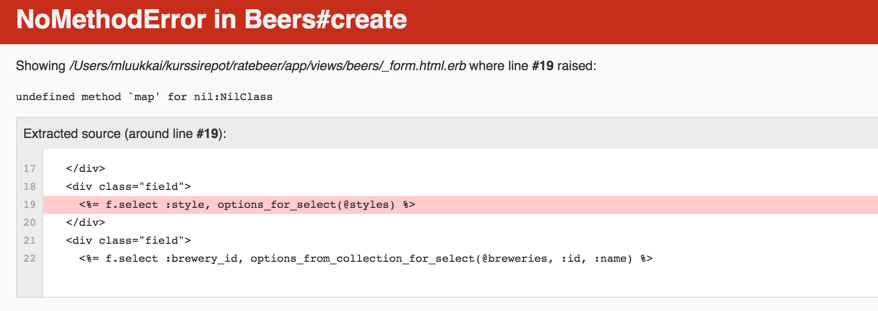 NoMethodError in Beers#create
Showing /Users/mluukkai/kurssirepot/ratebeer/app/views/beers/_form.html.erb where line #19 raised:
undefined method `map' for nil:NilClass
Extracted source (around line #19):
17 </div>
18 <div class="field">
19 <%= f.select :style, options_for_select(@styles) %>
20 </div>
21 <div class="field">
22 <%= f.select :brewery_id, options_from_collection_for_select(@breweries, :id, :name) %>